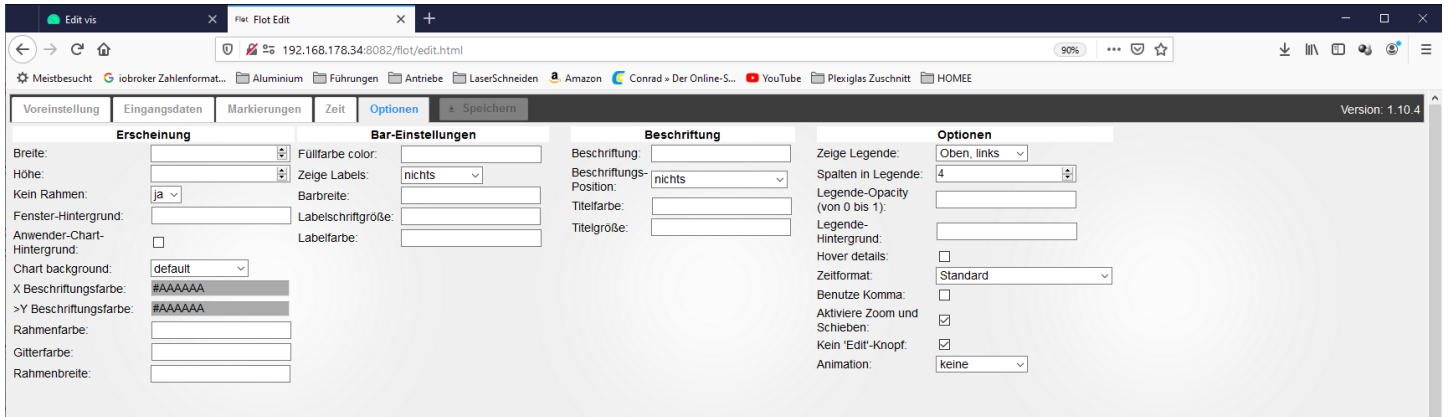 Edit vis
Flot Flot Edit
192.168.178.34:8082/flot/edit.html
90%
Meistbesucht G iobroker Zahlenformat... Aluminium Führungen Antriebe LaserSchneiden a Amazon Conrad » Der Online-S... YouTube Plexiglas Zuschnitt HOMEE
Voreinstellung Eingangsdaten Markierungen Zeit Optionen Speichern Version: 1.10.4
Erscheinung
Breite:
Höhe:
Kein Rahmen: ja
Fenster-Hintergrund:
Anwender-Chart-
Hintergrund:
Chart background: default
X Beschriftungsfarbe: #AAAAAA
>Y Beschriftungsfarbe: #AAAAAA
Rahmenfarbe:
Gitterfarbe:
Rahmenbreite:
Bar-Einstellungen
Füllfarbe color:
Zeige Labels: nichts
Barbreite:
Labelschriftgröße:
Labelfarbe:
Beschriftung
Beschriftung:
Beschriftungs-
Position: nichts
Titelfarbe:
Titelgröße:
Optionen
Zeige Legende: Oben, links
Spalten in Legende: 4
Legende-Opacity
(von 0 bis 1):
Legende-
Hintergrund:
Hover details:
Zeitformat: Standard
Benutze Komma:
Aktiviere Zoom und
Schieben:
Kein 'Edit'-Knopf:
Animation: keine